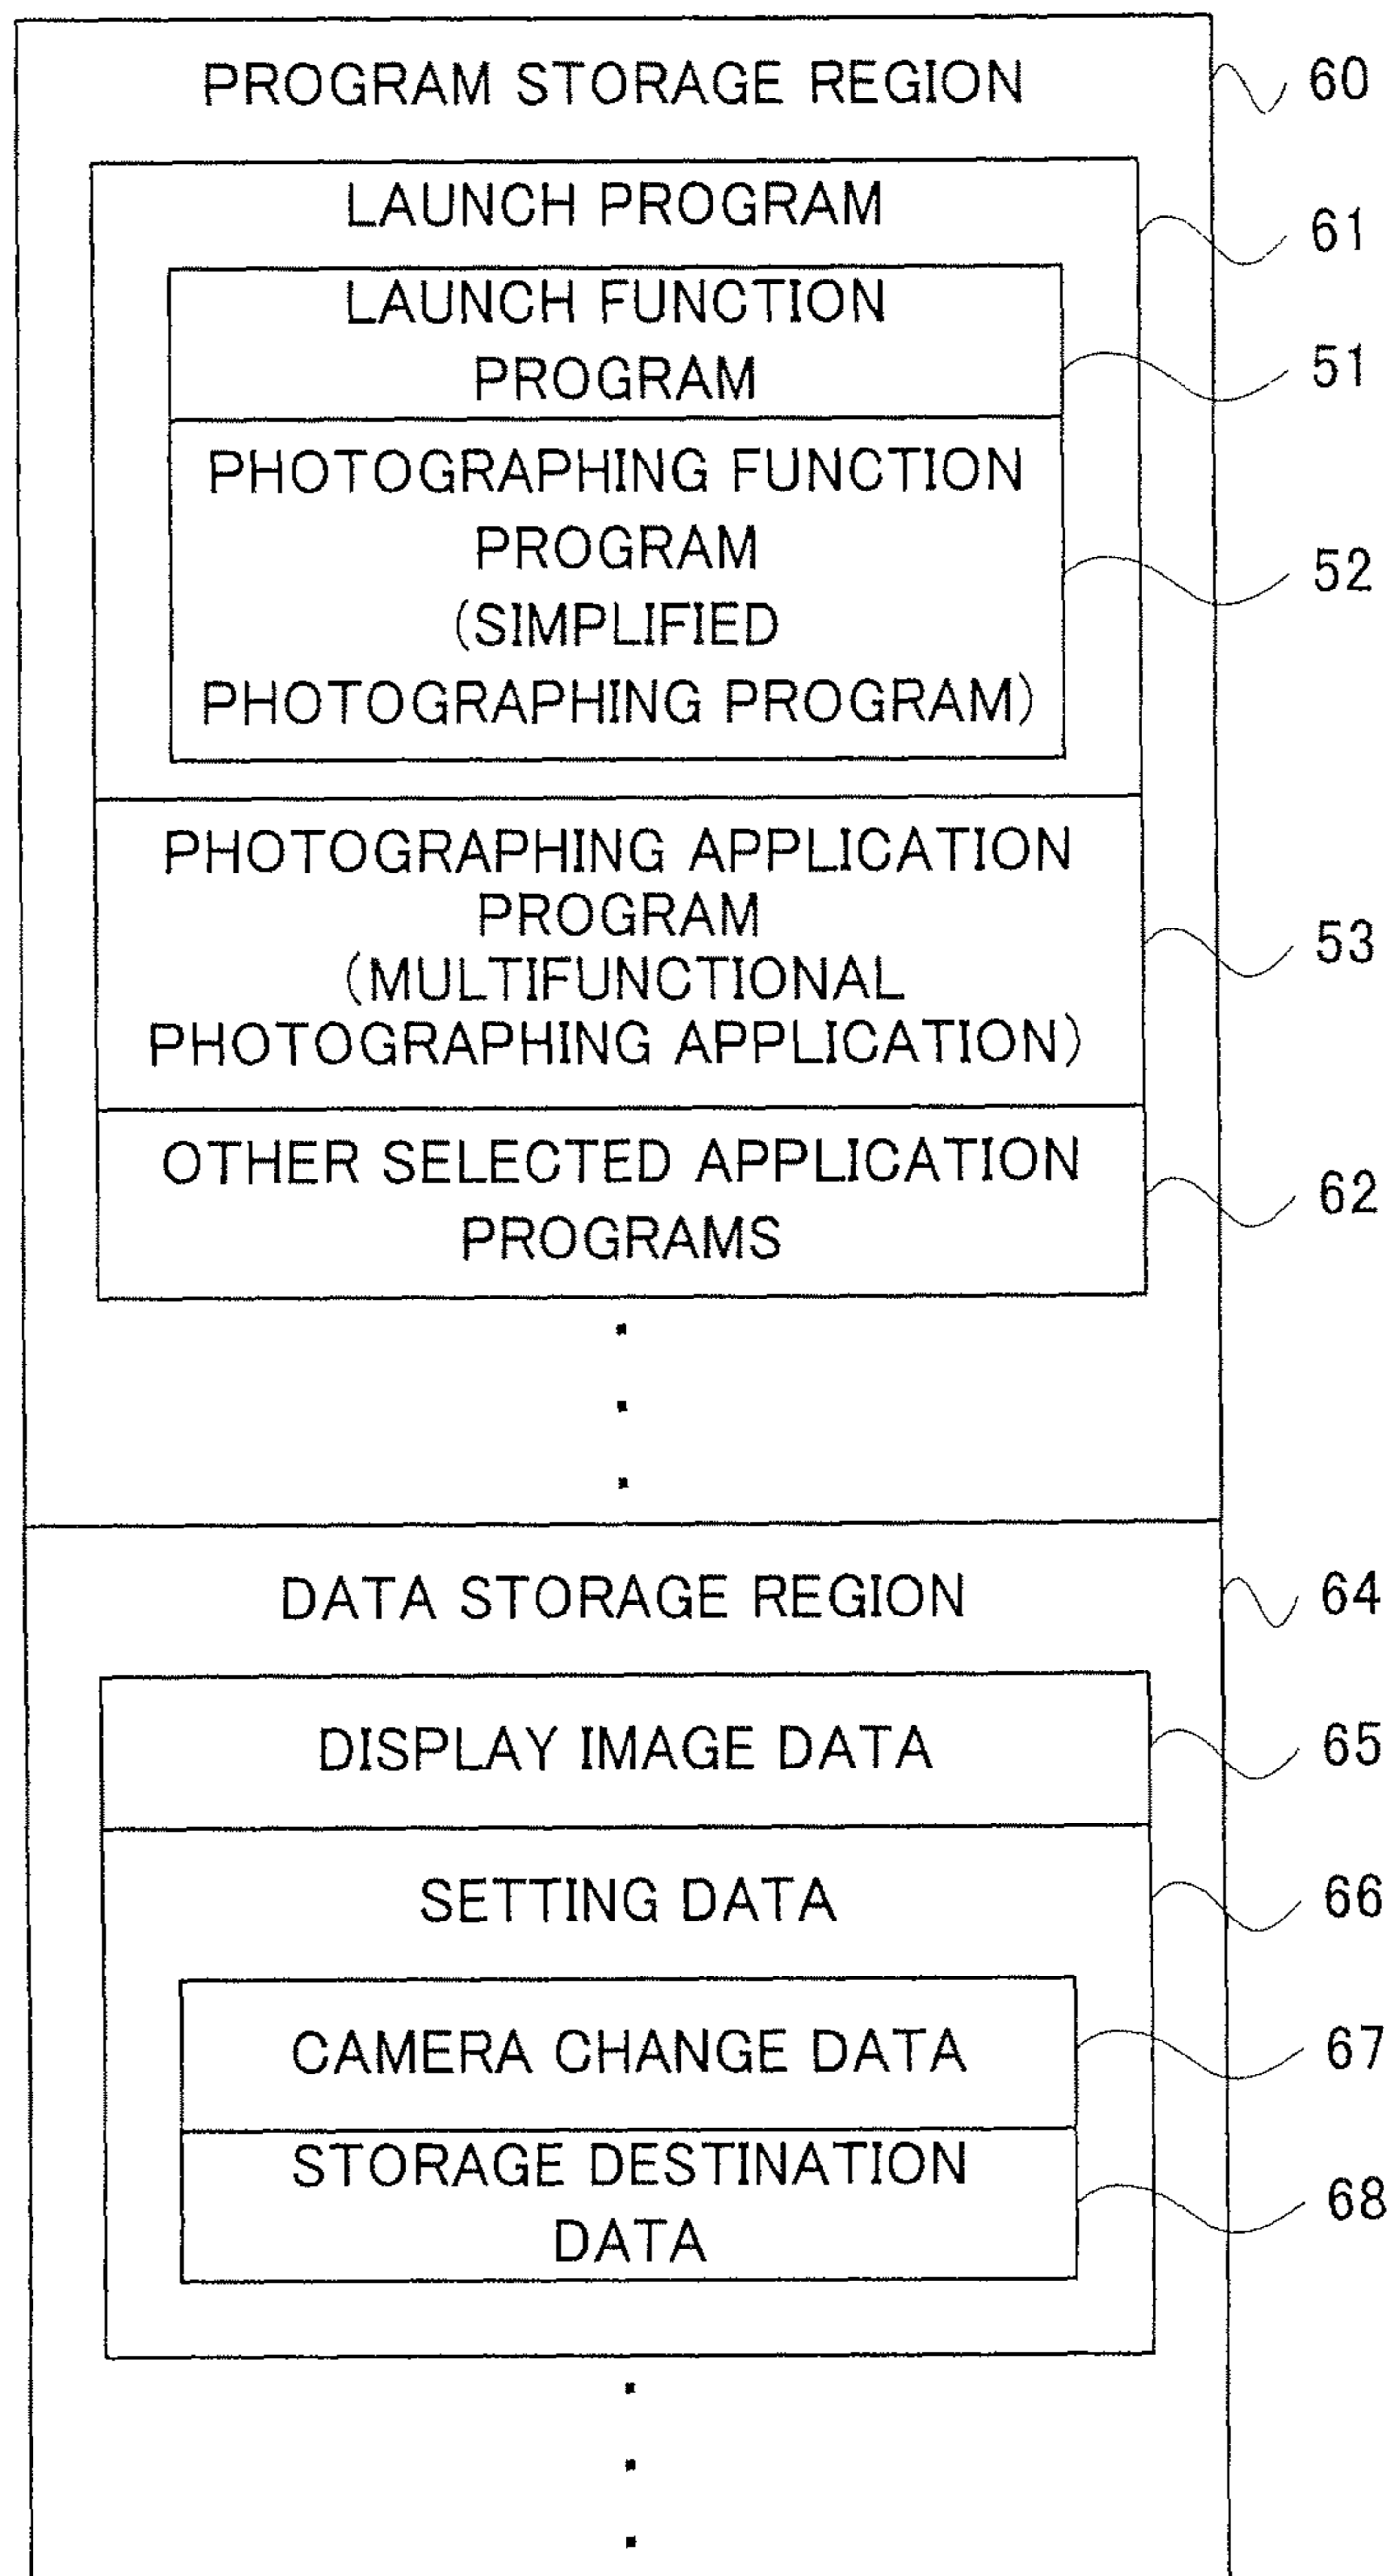 PROGRAM STORAGE REGION
60
LAUNCH PROGRAM
61
LAUNCH FUNCTION
PROGRAM
51
PHOTOGRAPHING FUNCTION
PROGRAM
(SIMPLIFIED
PHOTOGRAPHING PROGRAM)
52
PHOTOGRAPHING APPLICATION
PROGRAM
(MULTIFUNCTIONAL
PHOTOGRAPHING APPLICATION)
53
OTHER SELECTED APPLICATION
PROGRAMS
62
DATA STORAGE REGION
64
DISPLAY IMAGE DATA
65
SETTING DATA
66
CAMERA CHANGE DATA
67
STORAGE DESTINATION
DATA
68